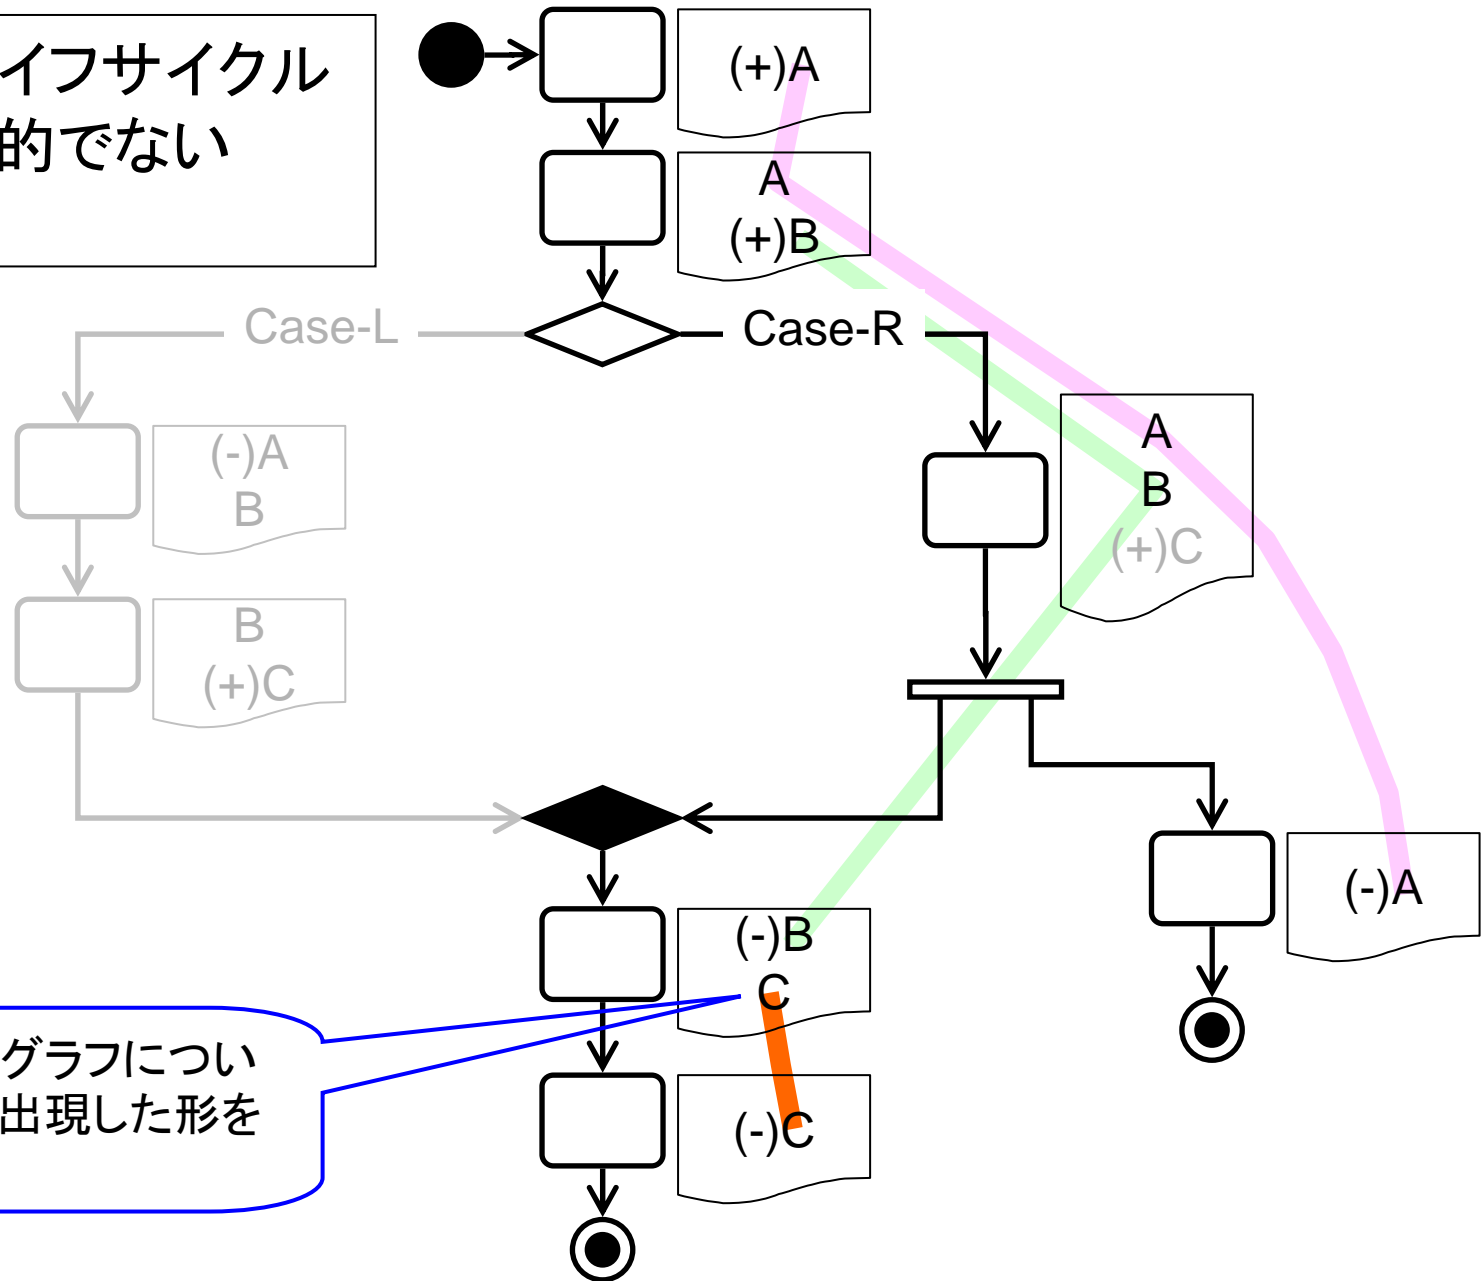 イフサイクル
的でない
(+)A
A
(+)B
Case-L
Case-R
(-)A
B
B
(+)C
A
B
(+)C
(-)B
C
(-)A
グラフについ
出現した形を
(-)C